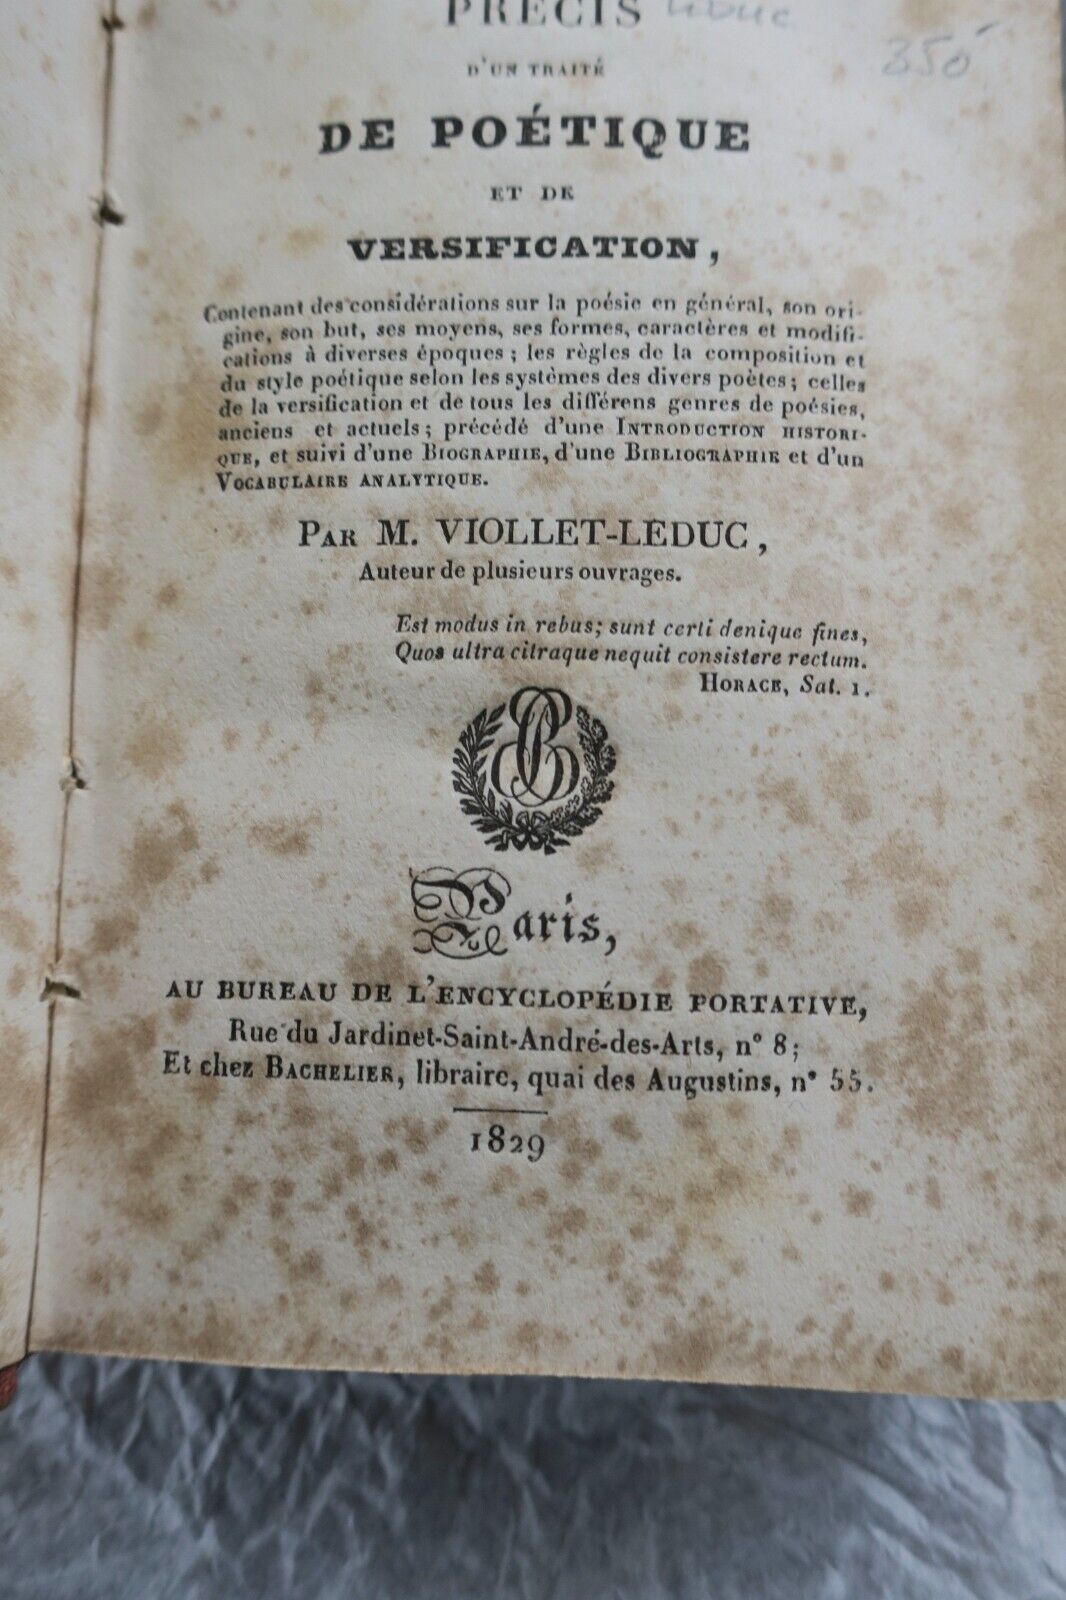 PRÉCIS
350
D'UN TRAITÉ
DE POÉTIQUE
ET DE
VERSIFICATION,
Contenant des considérations sur la poésie en général, son ori-
gine, son but, ses moyens, ses formes, caractères et modifi-
cations à diverses époques; les règles de la composition et
du style poétique selon les systèmes des divers poètes; celles
de la versification et de tous les différens genres de poésies,
anciens et actuels; précédé d'une INTRODUCTION HISTORI-
QUE, et suivi d'une BIOGRAPHIE, d'une BIBLIOGRAPHIE et d'un
VOCABULAIRE ANALYTIQUE.
PAR M. VIOLLET-LEDUC,
Auteur de plusieurs ouvrages.
Est modus in rebus; sunt certi denique fines,
Quos ultra citraque nequit consistere rectum.
HORACE, Sat. 1.
Paris,
AU BUREAU DE L'ENCYCLOPÉDIE PORTATIVE,
Rue du Jardinet-Saint-André-des-Arts, n° 8;
Et chez BACHELIER, libraire, quai des Augustins, n° 55.
1829